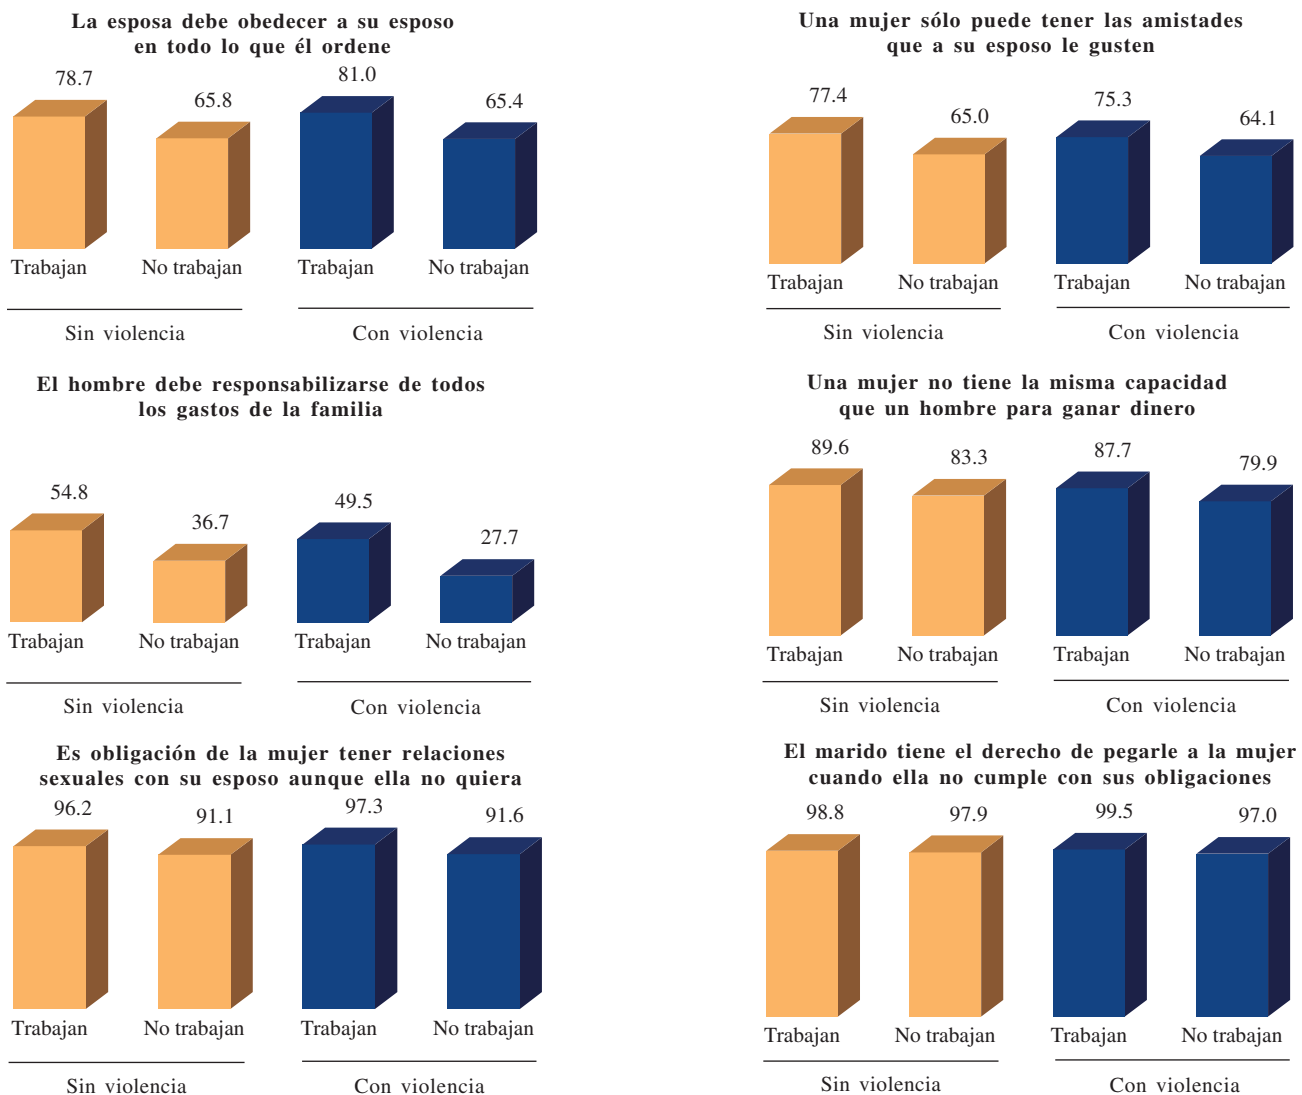 La esposa debe obedecer a su esposo
en todo lo que él ordene
78.7
65.8
81.0
65.4
Trabajan
No trabajan
Trabajan
No trabajan
Sin violencia
Con violencia
Una mujer sólo puede tener las amistades
que a su esposo le gusten
77.4
65.0
75.3
64.1
Trabajan
No trabajan
Trabajan
No trabajan
Sin violencia
Con violencia
El hombre debe responsabilizarse de todos
los gastos de la familia
54.8
36.7
49.5
27.7
Trabajan
No trabajan
Trabajan
No trabajan
Sin violencia
Con violencia
Una mujer no tiene la misma capacidad
que un hombre para ganar dinero
89.6
83.3
87.7
79.9
Trabajan
No trabajan
Trabajan
No trabajan
Sin violencia
Con violencia
Es obligación de la mujer tener relaciones
sexuales con su esposo aunque ella no quiera
96.2
91.1
97.3
91.6
Trabajan
No trabajan
Trabajan
No trabajan
Sin violencia
Con violencia
El marido tiene el derecho de pegarle a la mujer
cuando ella no cumple con sus obligaciones
98.8
97.9
99.5
97.0
Trabajan
No trabajan
Trabajan
No trabajan
Sin violencia
Con violencia